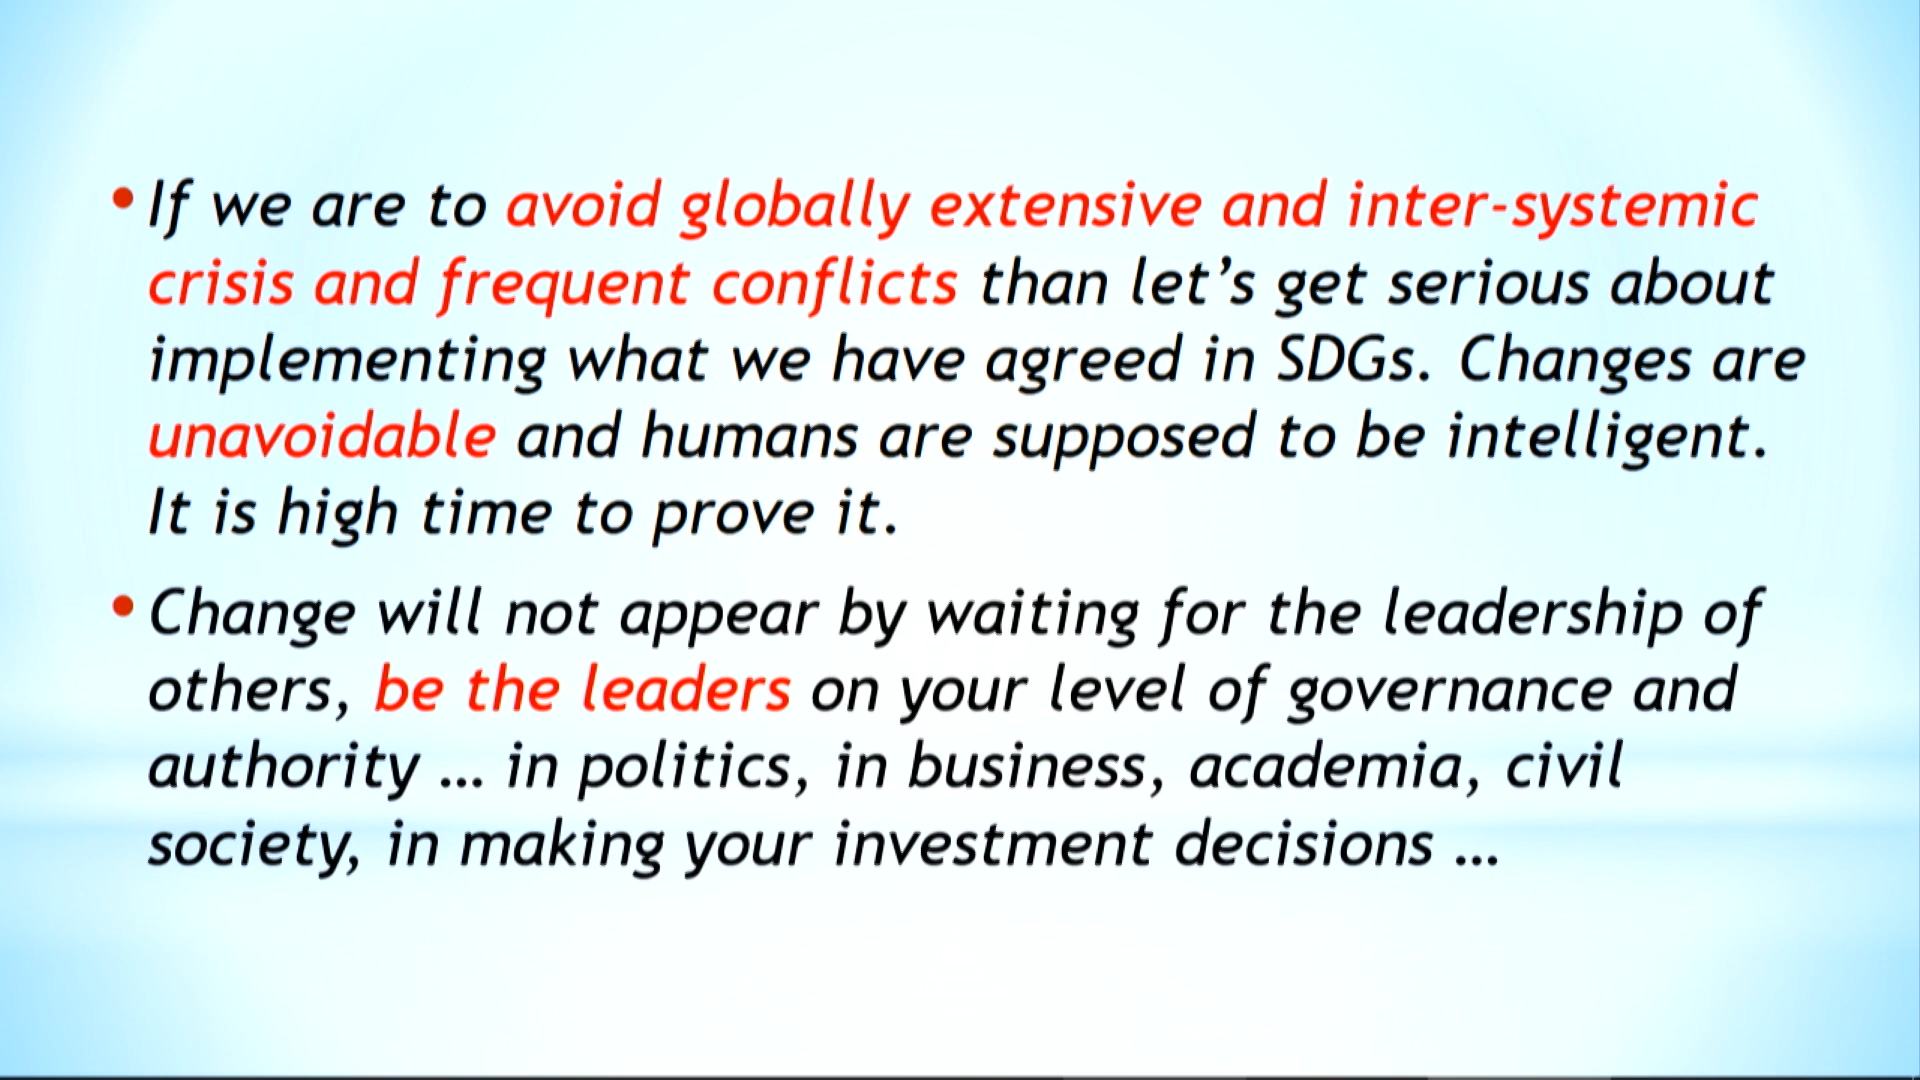 • If we are to avoid globally extensive and inter-systemic
crisis and frequent conflicts than let’s get serious about
implementing what we have agreed in SDGs. Changes are
unavoidable and humans are supposed to be intelligent.
It is high time to prove it.
• Change will not appear by waiting for the leadership of
others, be the leaders on your level of governance and
authority … in politics, in business, academia, civil
society, in making your investment decisions …